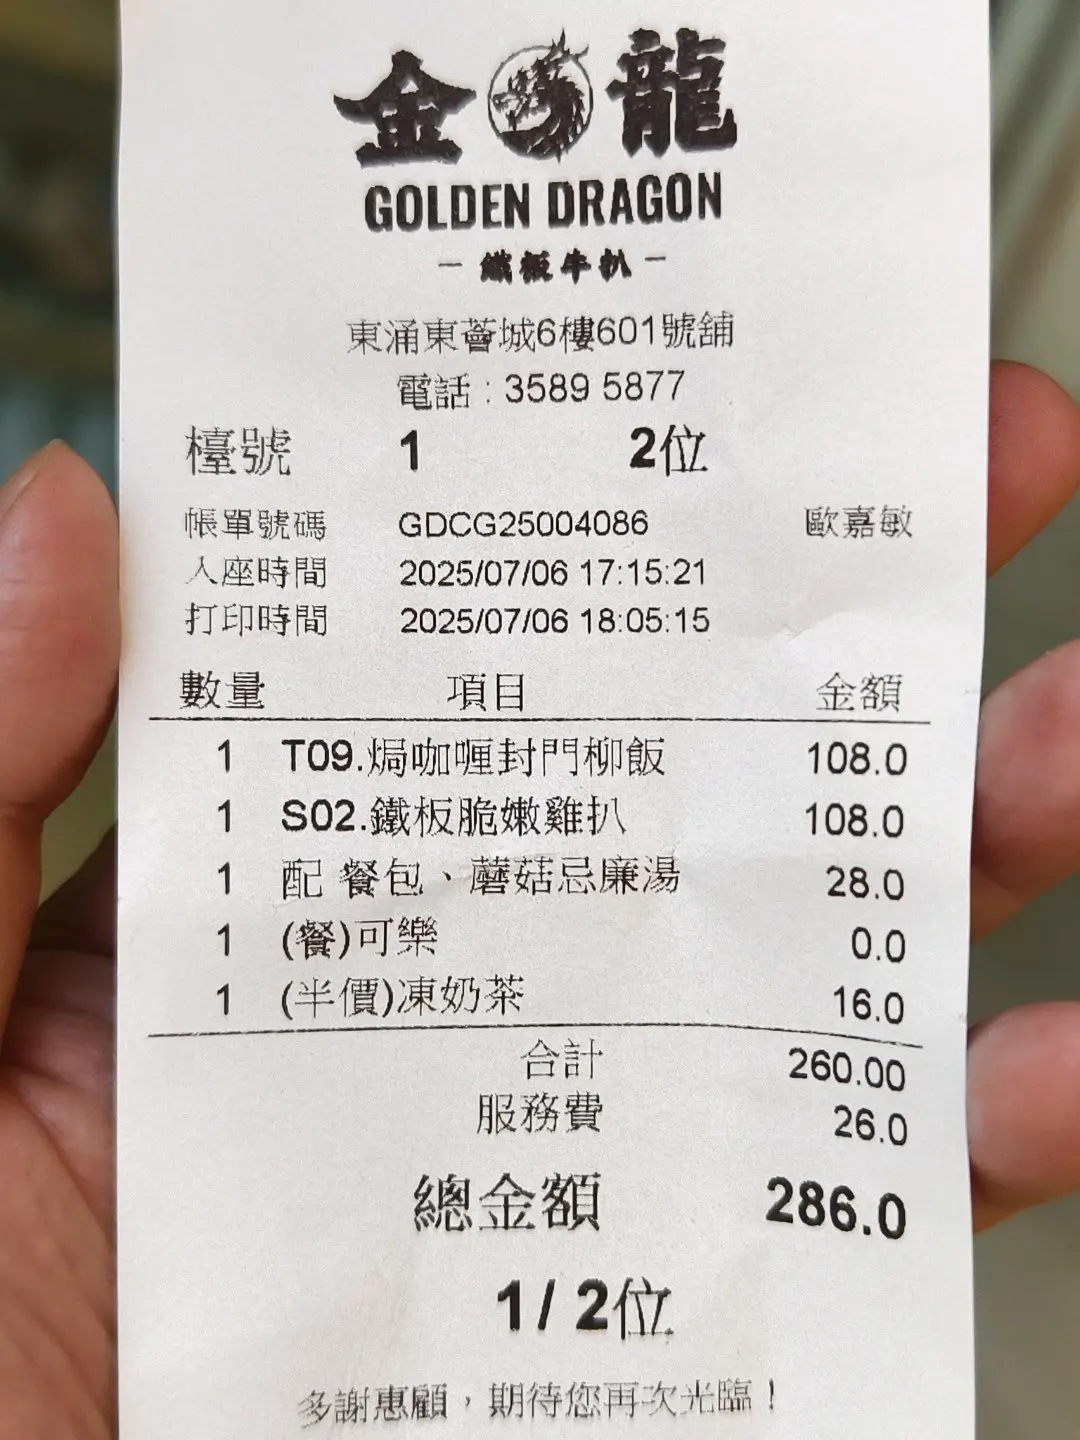 金龍
GOLDEN DRAGON
- 鐵板牛扒 -
東涌東薈城6樓601號舖
電話 : 3589 5877
檯號 1 2位
帳單號碼 GDCG25004086 歐嘉敏
入座時間 2025/07/06 17:15:21
打印時間 2025/07/06 18:05:15
數量 項目 金額
1 T09.焗咖喱封門柳飯 108.0
1 S02.鐵板脆嫩雞扒 108.0
1 配 餐包、蘑菇忌廉湯 28.0
1 (餐)可樂 0.0
1 (半價)凍奶茶 16.0
合計 260.00
服務費 26.0
總金額 286.0
1 / 2位
多謝惠顧，期待您再次光臨！